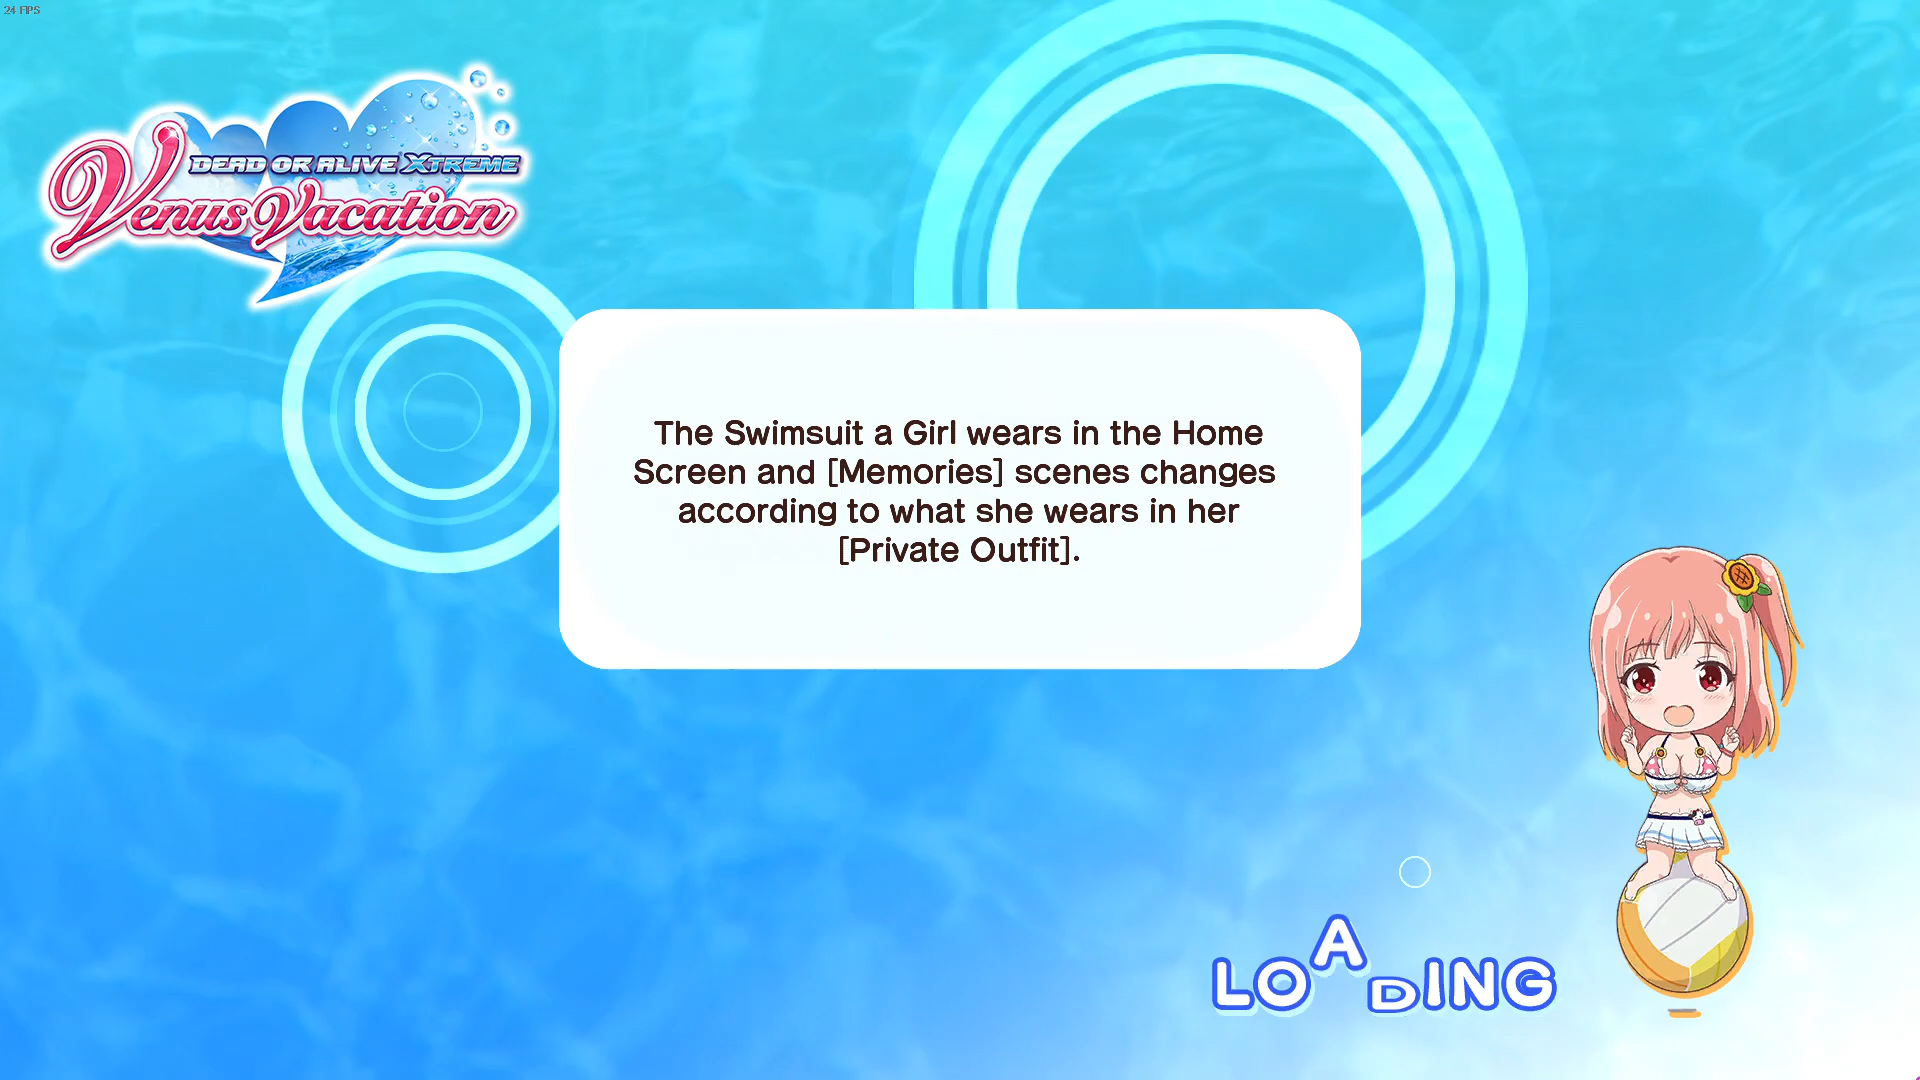 24 FPS
DEAD OR ALIVE XTREME
Venus Vacation
The Swimsuit a Girl wears in the Home
Screen and [Memories] scenes changes
according to what she wears in her
[Private Outfit].
LOADING